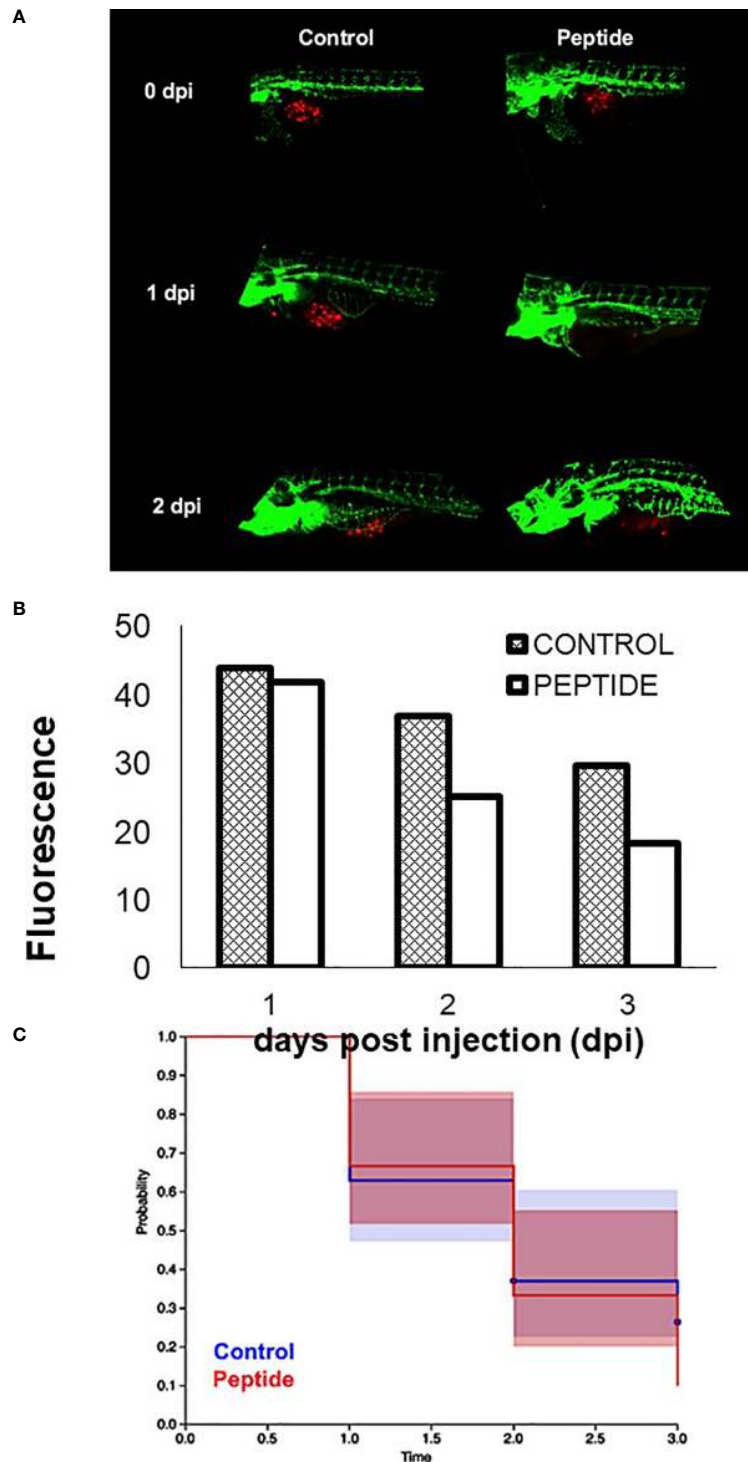 A
Control Peptide
0 dpi
1 dpi
2 dpi
B
50
40
30
20
10
0
Fluorescence
CONTROL
PEPTIDE
1 2 3
days post injection (dpi)
C
1.0
0.9
0.8
0.7
0.6
0.5
0.4
0.3
0.2
0.1
0.0
Probability
Control
Peptide
0.0 0.5 1.0 1.5 2.0 2.5 3.0
Time